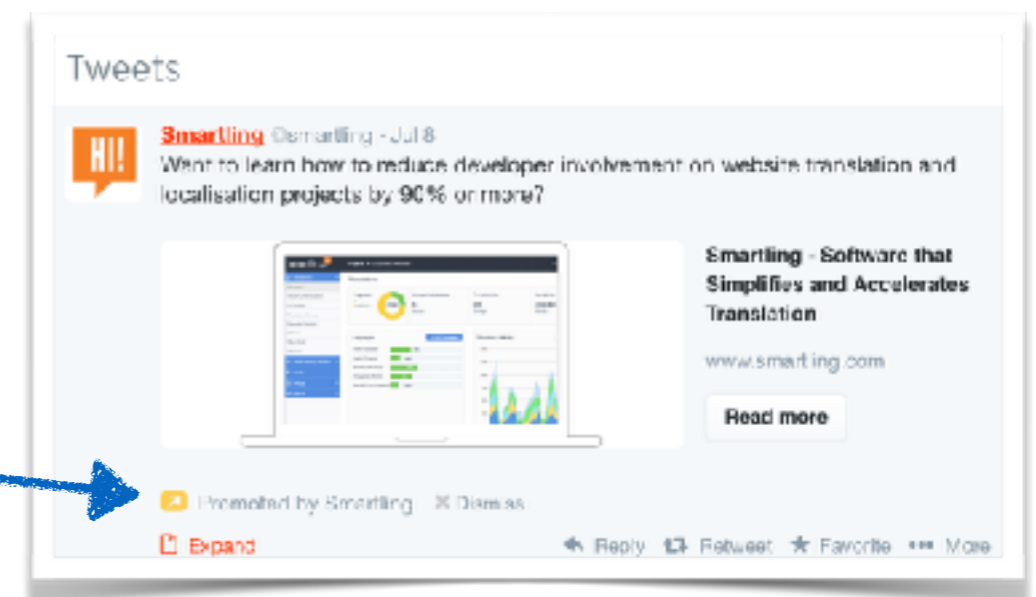 Tweets
HI!
Smartling @smartling - Jul 8
Want to learn how to reduce developer involvement on website translation and
localisation projects by 90% or more?
Smartling - Software that
Simplifies and Accelerates
Translation
www.smartling.com
Read more
Promoted by Smartling Dismiss
Expand Reply Retweet Favorite More